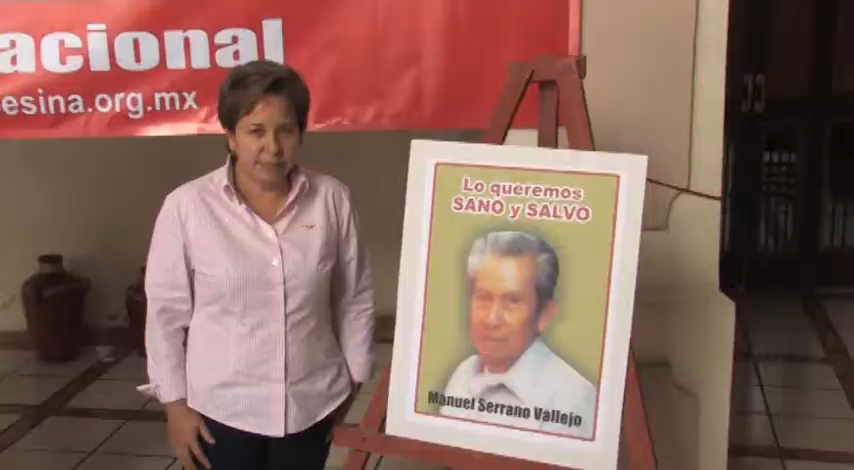 acional
esina.org.mx
Lo queremos
SANO y SALVO
Manuel Serrano Vallejo